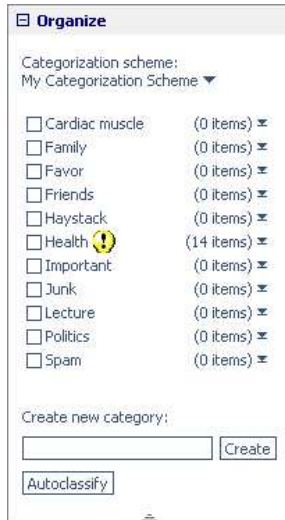 Organize
Categorization scheme:
My Categorization Scheme
Cardiac muscle (0 items)
Family (0 items)
Favor (0 items)
Friends (0 items)
Haystack (0 items)
Health (14 items)
Important (0 items)
Junk (0 items)
Lecture (0 items)
Politics (0 items)
Spam (0 items)
Create new category:
Create
Autoclassify